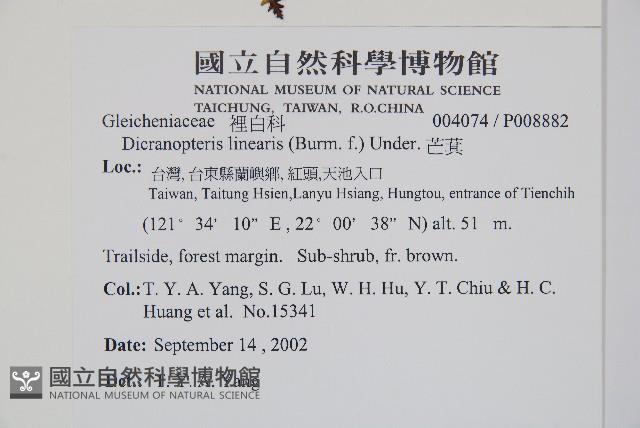 國立自然科學博物館
NATIONAL MUSEUM OF NATURAL SCIENCE
TAICHUNG, TAIWAN, R.O.CHINA
Gleicheniaceae 裡白科 004074 / P008882
Dicranopteris linearis (Burm. f.) Under. 芒萁
Loc.: 台灣, 台東縣蘭嶼鄉, 紅頭,天池入口
Taiwan, Taitung Hsien,Lanyu Hsiang, Hungtou, entrance of Tienchih
(121° 34' 10" E , 22° 00' 38" N) alt. 51 m.
Trailside, forest margin. Sub-shrub, fr. brown.
Col.: T. Y. A. Yang, S. G. Lu, W. H. Hu, Y. T. Chiu & H. C.
Huang et al. No.15341
Date: September 14 , 2002
Det.: T. Y. A. Yang
國立自然科學博物館
NATIONAL MUSEUM OF NATURAL SCIENCE